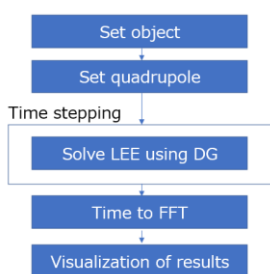 Set object
Set quadrupole
Time stepping
Solve LEE using DG
Time to FFT
Visualization of results